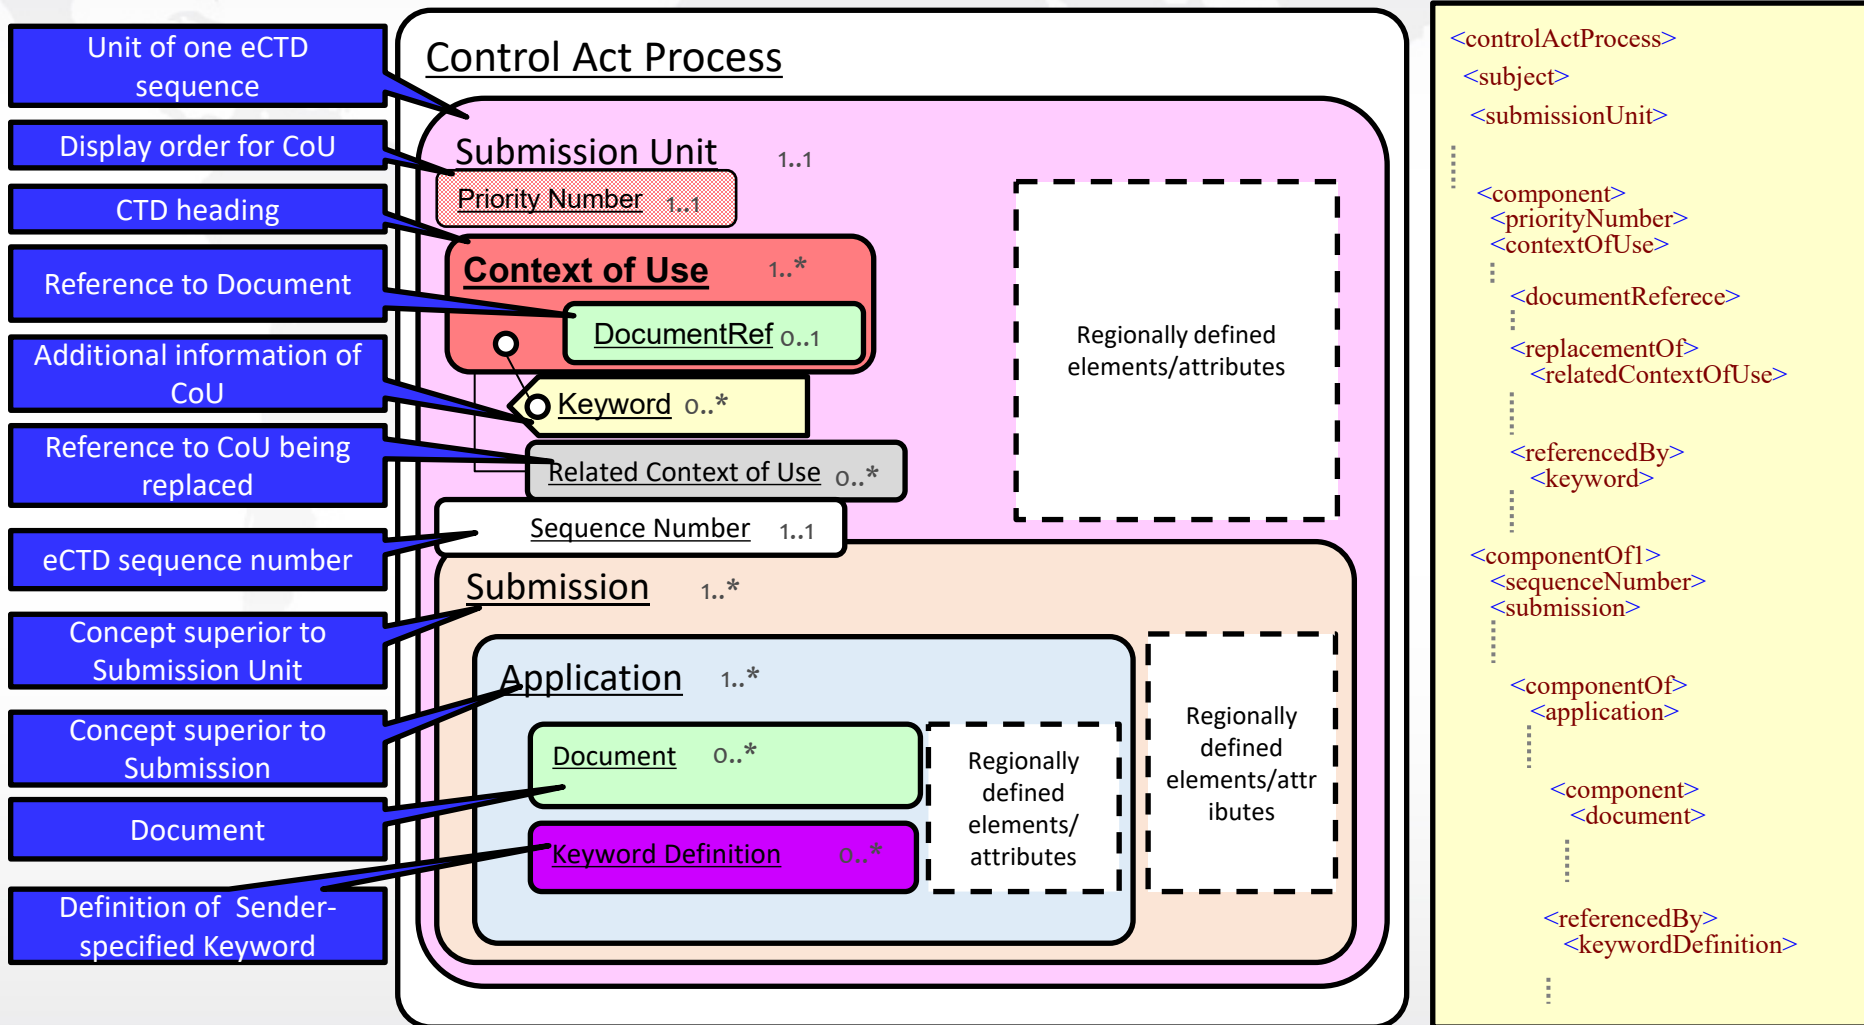 Unit of one eCTD
sequence
Display order for CoU
CTD heading
Reference to Document
Additional information of
CoU
Reference to CoU being
replaced
eCTD sequence number
Concept superior to
Submission Unit
Concept superior to
Submission
Document
Definition of Sender-
specified Keyword
Control Act Process
Submission Unit 1..1
Priority Number 1..1
Context of Use 1..*
DocumentRef 0..1
Keyword 0..*
Related Context of Use 0..*
Sequence Number 1..1
Submission 1..*
Application 1..*
Document 0..*
Keyword Definition 0..*
Regionally defined
elements/attributes
Regionally
defined
elements/
attributes
Regionally
defined
elements/attr
ibutes
<controlActProcess>
<subject>
<submissionUnit>
<component>
<priorityNumber>
<contextOfUse>
<documentReferece>
<replacementOf>
<relatedContextOfUse>
<referencedBy>
<keyword>
<componentOf1>
<sequenceNumber>
<submission>
<componentOf>
<application>
<component>
<document>
<referencedBy>
<keywordDefinition>